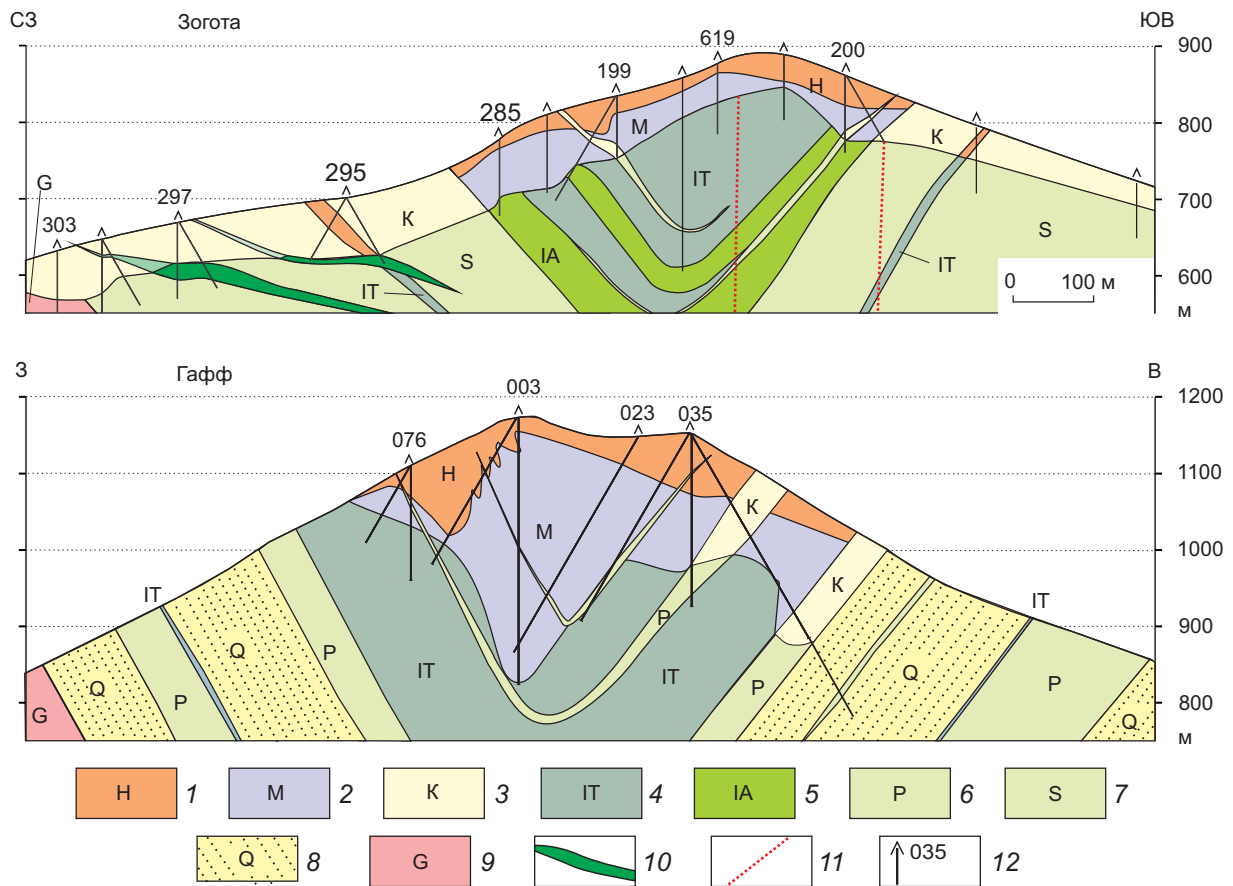 СЗ Зогота ЮВ
619 900
200
199 Н
285 М 800
К
G 295 IT
297 К 700
303 S IA S
IT IT 0 100 м 600
м
З Гафф В
003 1200
023 035
076
Н 1100
К
М
1000
IT К IT
Q P P 900
Q P IT IT P Q P
G Q 800
м
Н 1 М 2 К 3 IT 4 IA 5 P 6 S 7
Q 8 G 9 10 11 035 12